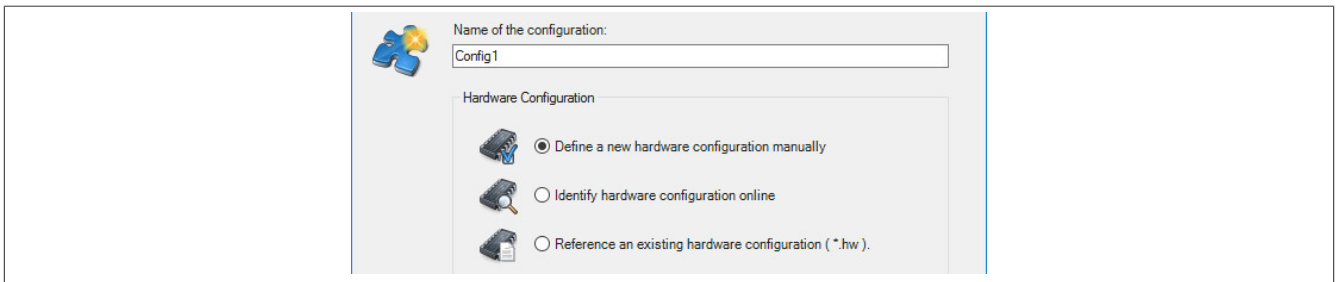 Name of the configuration:
Config1
Hardware Configuration
Define a new hardware configuration manually
Identify hardware configuration online
Reference an existing hardware configuration ( *.hw ).